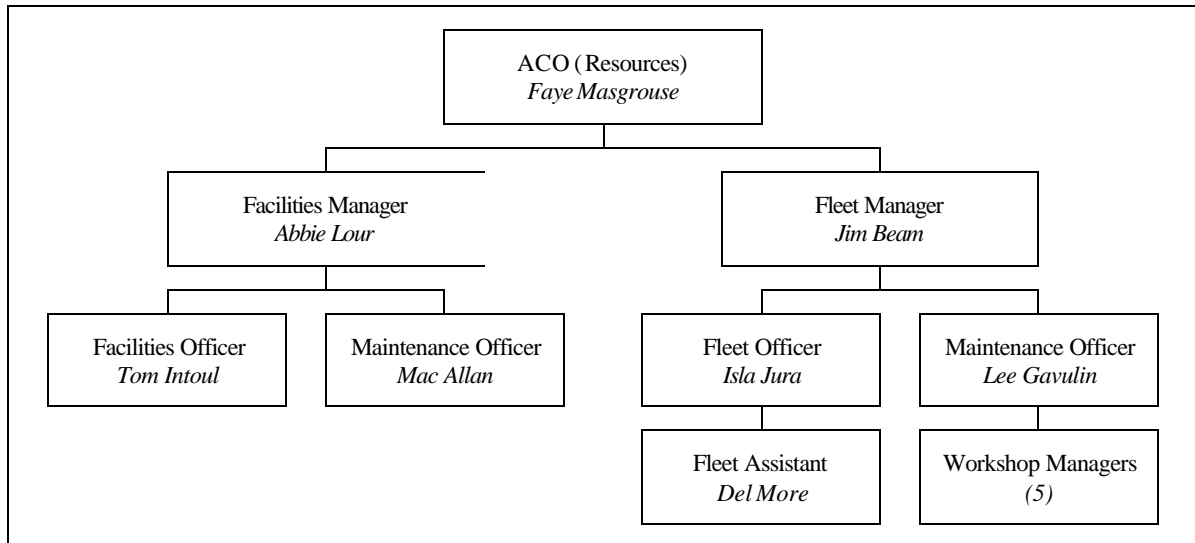 ACO (Resources)
Faye Masgrouse
Facilities Manager
Abbie Lour
Fleet Manager
Jim Beam
Facilities Officer
Tom Intoul
Maintenance Officer
Mac Allan
Fleet Officer
Isla Jura
Maintenance Officer
Lee Gavulin
Fleet Assistant
Del More
Workshop Managers
(5)